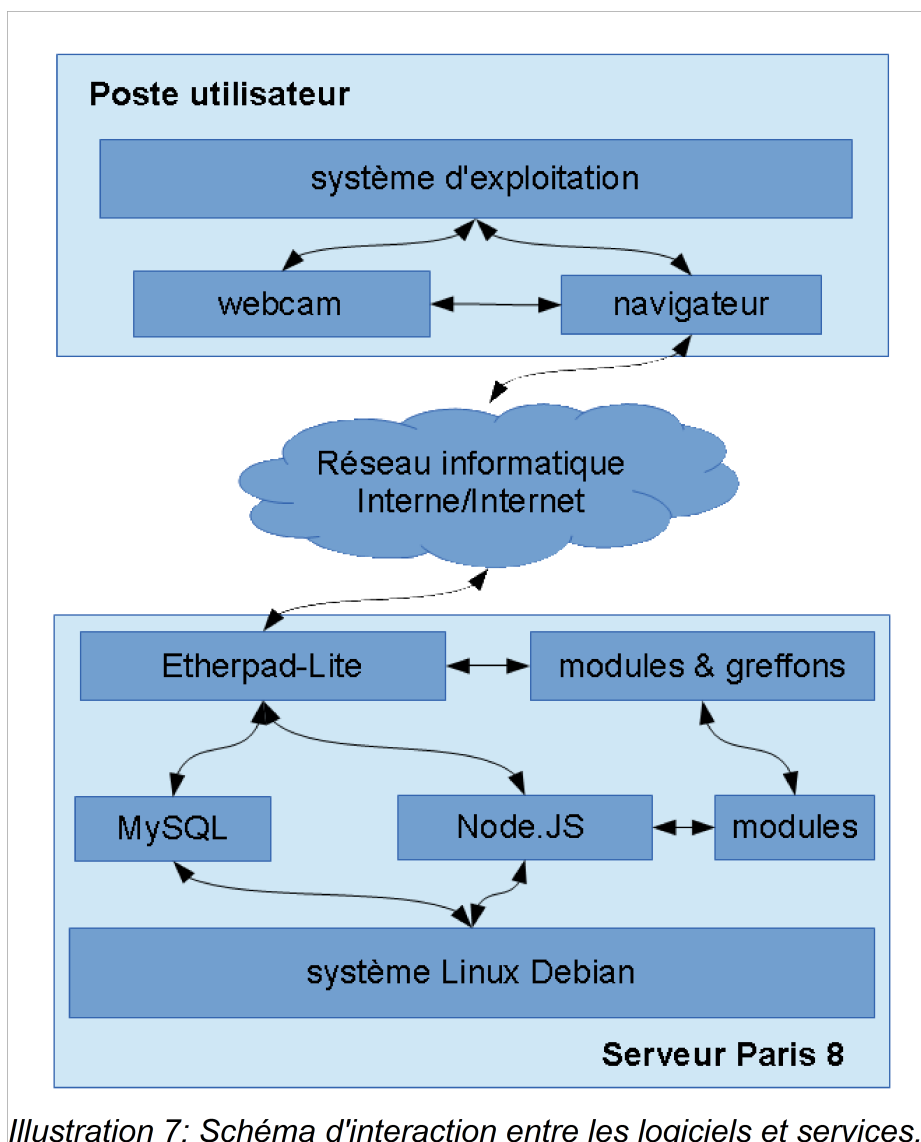 Poste utilisateur
système d'exploitation
webcam
navigateur
Réseau informatique
Interne/Internet
Etherpad-Lite
modules & greffons
MySQL
Node.JS
modules
système Linux Debian
Serveur Paris 8
Illustration 7: Schéma d'interaction entre les logiciels et services